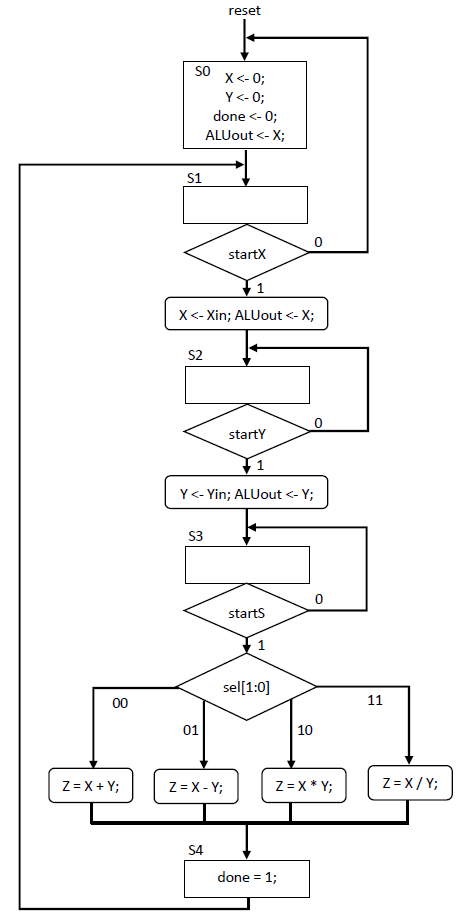 reset
S0
X <- 0;
Y <- 0;
done <- 0;
ALUout <- X;
S1
startX
0
1
X <- Xin; ALUout <- X;
S2
startY
0
1
Y <- Yin; ALUout <- Y;
S3
startS
0
1
sel[1:0]
00
01
10
11
Z = X + Y;
Z = X - Y;
Z = X * Y;
Z = X / Y;
S4
done = 1;